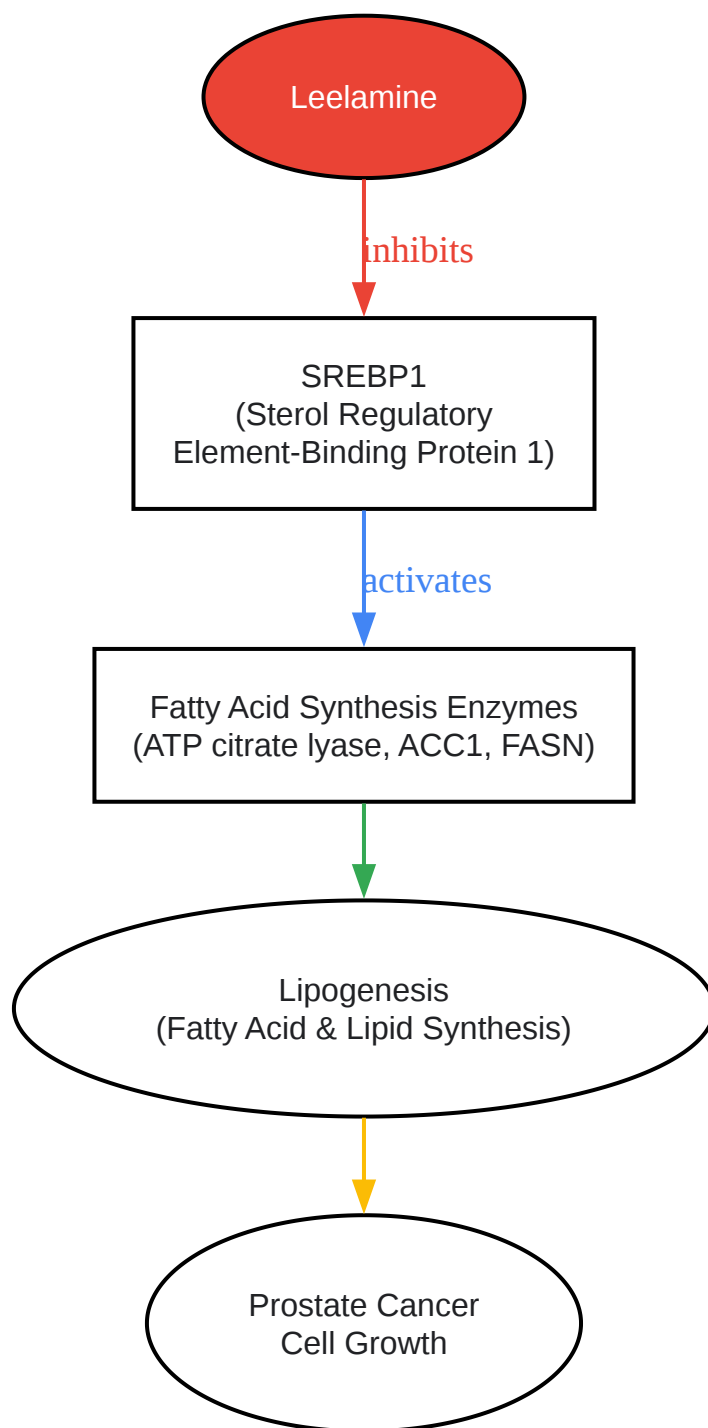 Leelamine
inhibits
SREBP1
(Sterol Regulatory
Element-Binding Protein 1)
activates
Fatty Acid Synthesis Enzymes
(ATP citrate lyase, ACC1, FASN)
Lipogenesis
(Fatty Acid & Lipid Synthesis)
Prostate Cancer
Cell Growth